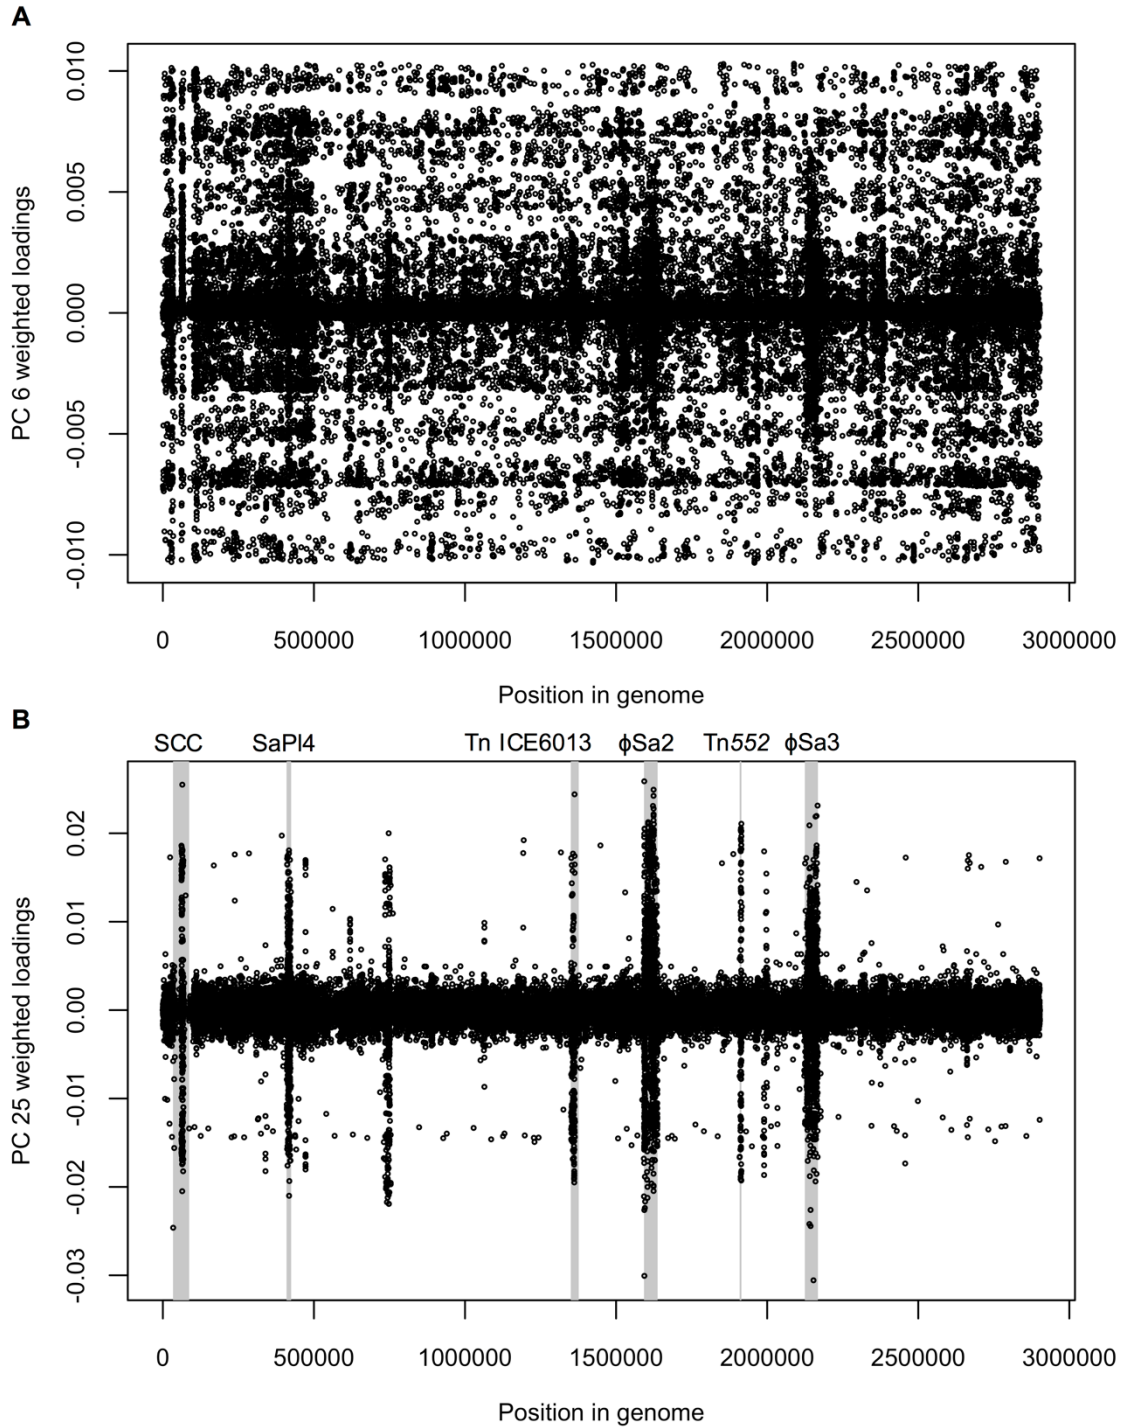 A
PC 6 weighted loadings
0.010
0.005
0.000
-0.005
-0.010
0 500000 1000000 1500000 2000000 2500000 3000000
Position in genome
B
SCC SaPI4 Tn ICE6013 ϕSa2 Tn552 ϕSa3
PC 25 weighted loadings
0.02
0.01
0.00
-0.01
-0.02
-0.03
0 500000 1000000 1500000 2000000 2500000 3000000
Position in genome